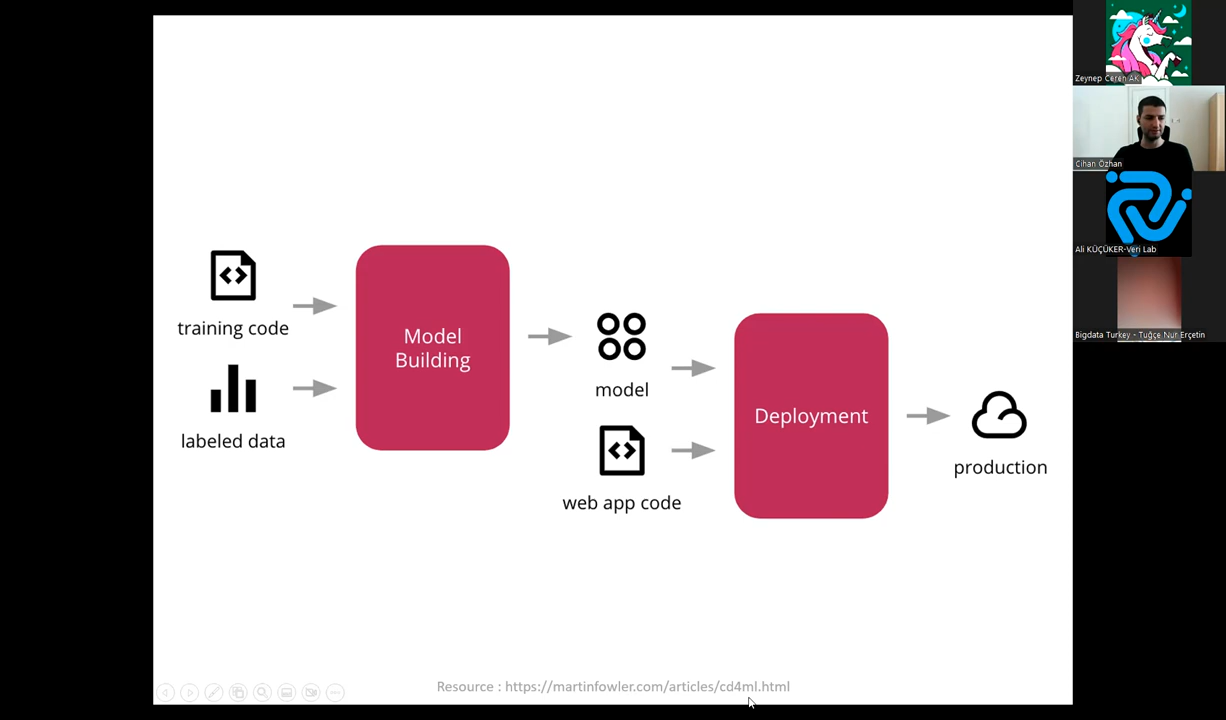 training code
labeled data
Model
Building
model
web app code
Deployment
production
Resource : https://martinfowler.com/articles/cd4ml.html
Zeynep Ceren AK
Cihan Özhan
Ali KÜÇÜKER-Veri Lab
Bigdata Turkey - Tuğçe Nur Erçetin